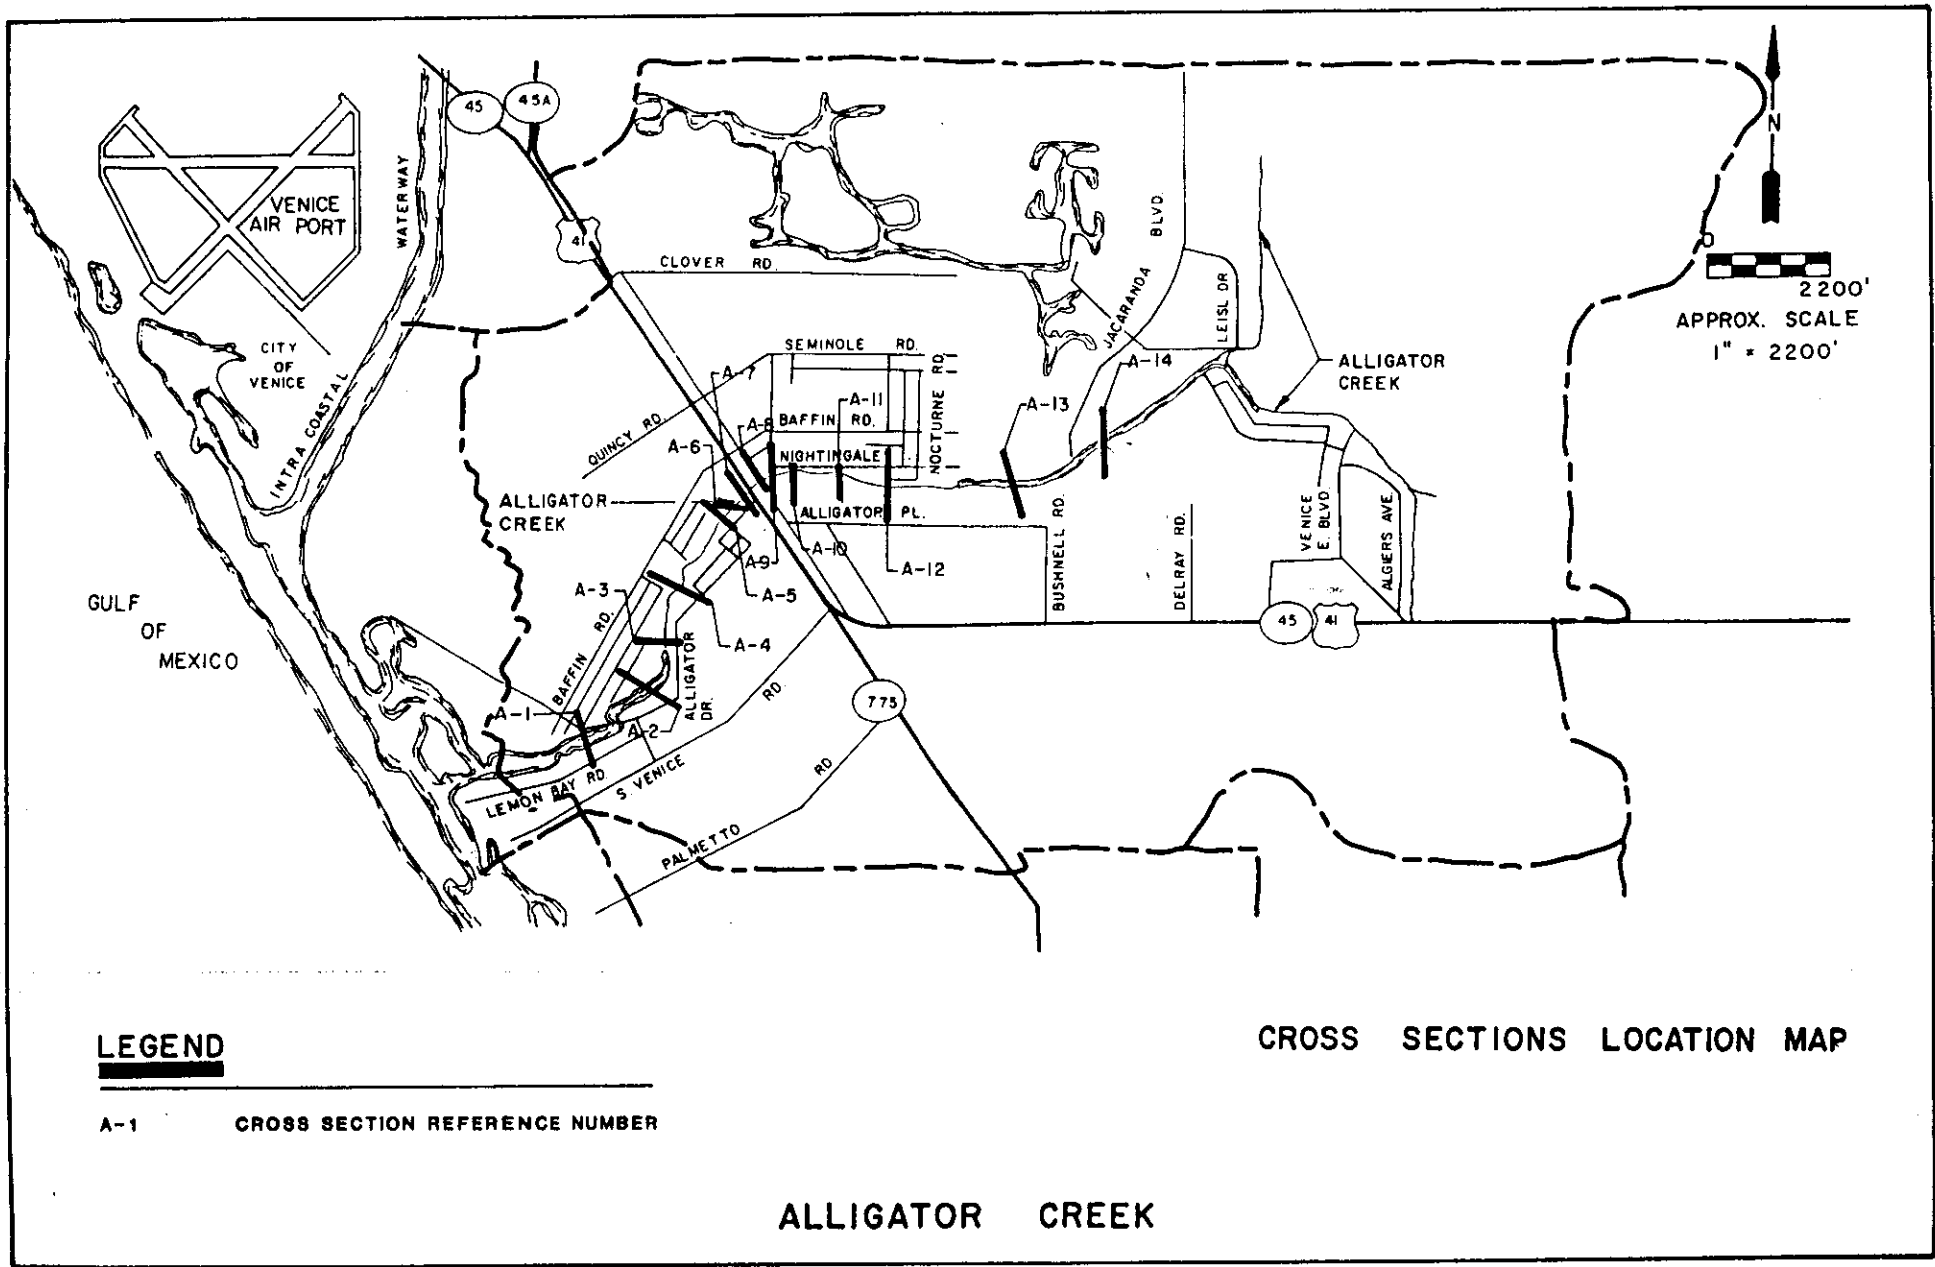 45
45A
N
VENICE
AIR PORT
WATERWAY
41
CLOVER RD.
BLVD.
JACARANDA
LEISL DR.
0
2200'
APPROX. SCALE
1" = 2200'
CITY
OF
VENICE
INTRA COASTAL
SEMINOLE RD.
A-7
A-14
ALLIGATOR
CREEK
QUINCY RD.
A-8
A-11
BAFFIN RD.
NOCTURNE RD.
A-13
A-6
NIGHTINGALE
ALLIGATOR
CREEK
ALLIGATOR PL.
A-9
A-10
A-12
BUSHNELL RD.
DELRAY RD.
VENICE
E. BLVD.
ALGIERS AVE.
A-3
A-5
A-4
GULF
OF
MEXICO
BAFFIN RD.
ALLIGATOR
DR.
45
41
RD.
775
A-1
A-2
LEMON BAY RD.
S. VENICE
RD.
PALMETTO
LEGEND
CROSS SECTIONS LOCATION MAP
A-1 CROSS SECTION REFERENCE NUMBER
ALLIGATOR CREEK